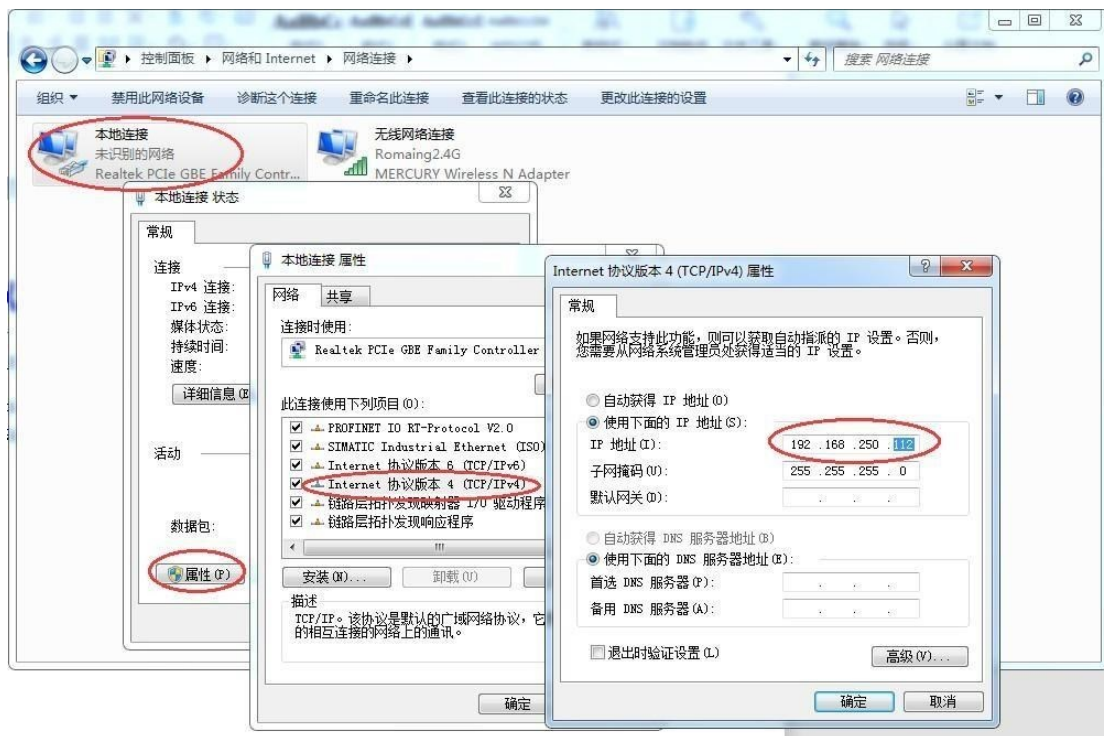 控制面板 ▸ 网络和 Internet ▸ 网络连接 ▸
搜索 网络连接
组织 禁用此网络设备 诊断这个连接 重命名此连接 查看此连接的状态 更改此连接的设置
本地连接
未识别的网络
Realtek PCIe GBE Family Contr...
无线网络连接
Romaing2.4G
MERCURY Wireless N Adapter
本地连接 状态
常规
连接
IPv4 连接:
IPv6 连接:
媒体状态:
持续时间:
速度:
详细信息(E
活动
数据包:
属性(P)
本地连接 属性
网络 共享
连接时使用:
Realtek PCIe GBE Family Controller
此连接使用下列项目(O):
PROFINET IO RT-Protocol V2.0
SIMATIC Industrial Ethernet (ISO)
Internet 协议版本 6 (TCP/IPv6)
Internet 协议版本 4 (TCP/IPv4)
链路层拓扑发现映射器 I/O 驱动程序
链路层拓扑发现响应程序
安装(N)... 卸载(U)
描述
TCP/IP。该协议是默认的广域网络协议，它
的相互连接的网络上的通讯。
确定
Internet 协议版本 4 (TCP/IPv4) 属性
常规
如果网络支持此功能，则可以获取自动指派的 IP 设置。否则，
您需要从网络系统管理员处获得适当的 IP 设置。
自动获得 IP 地址(O)
使用下面的 IP 地址(S):
IP 地址(I): 192 .168 .250 .112
子网掩码(U): 255 .255 .255 . 0
默认网关(D): . . .
自动获得 DNS 服务器地址(B)
使用下面的 DNS 服务器地址(E):
首选 DNS 服务器(P): . . .
备用 DNS 服务器(A): . . .
退出时验证设置(L)
高级(V)...
确定 取消